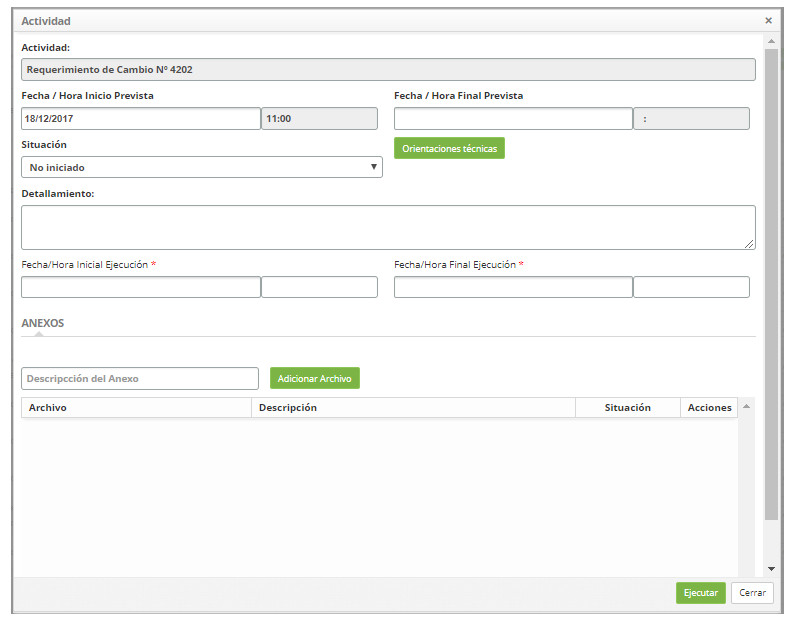 Actividad ×
Actividad:
Requerimiento de Cambio Nº 4202
Fecha / Hora Inicio Prevista Fecha / Hora Final Prevista
18/12/2017 11:00 :
Situación Orientaciones técnicas
No iniciado
Detallamiento:
Fecha/Hora Inicial Ejecución * Fecha/Hora Final Ejecución *
ANEXOS
Descripcción del Anexo Adicionar Archivo
Archivo Descripción Situación Acciones
Ejecutar Cerrar